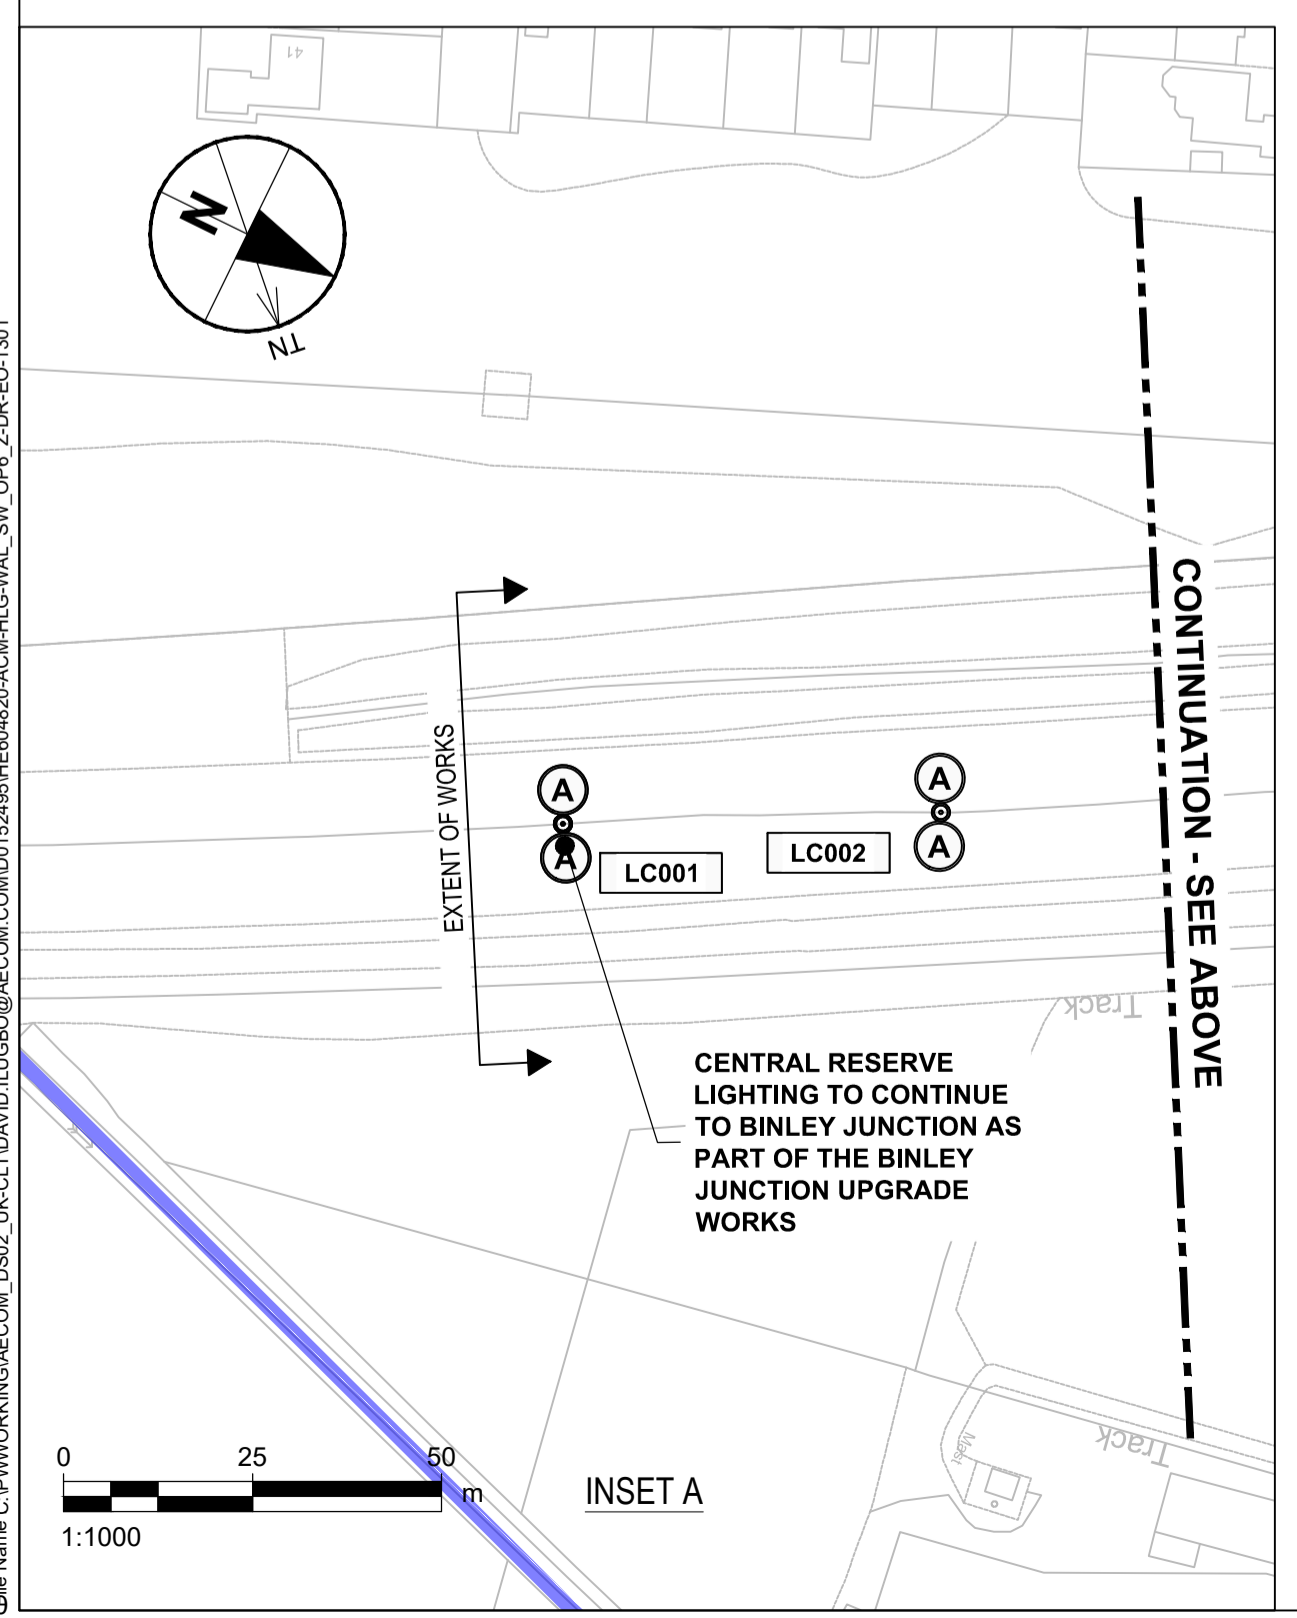 41
N
TN
CONTINUATION - SEE ABOVE
EXTENT OF WORKS
A
A
A
A
LC001
LC002
Track
CENTRAL RESERVE
LIGHTING TO CONTINUE
TO BINLEY JUNCTION AS
PART OF THE BINLEY
JUNCTION UPGRADE
WORKS
Track
Mast
0 25 50
m
1:1000
INSET A